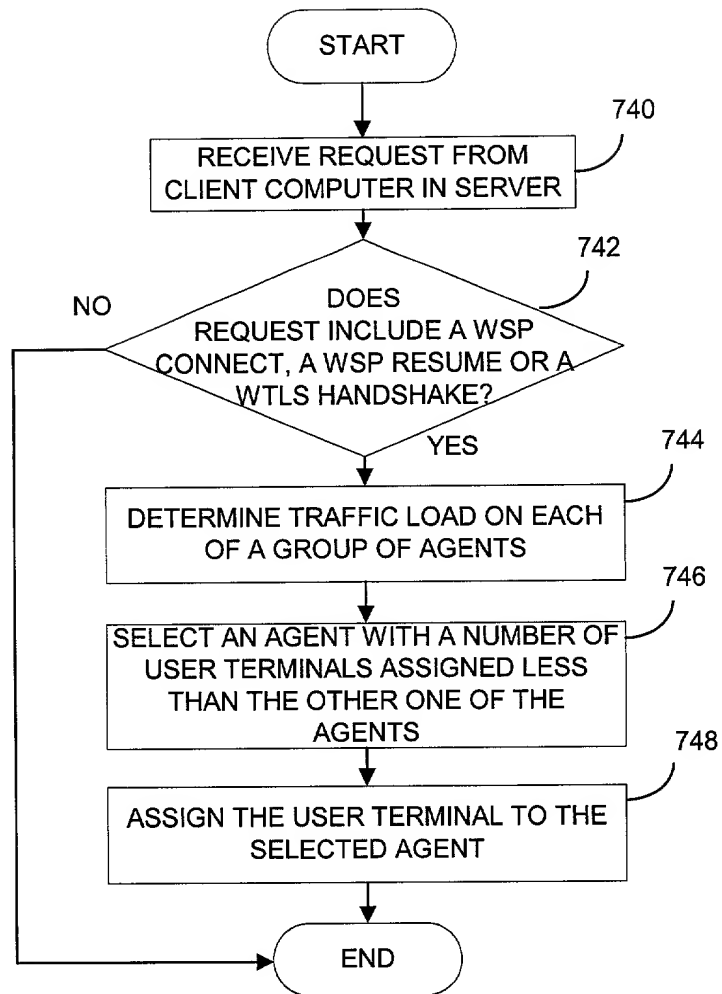 START
740
RECEIVE REQUEST FROM
CLIENT COMPUTER IN SERVER
742
NO
DOES
REQUEST INCLUDE A WSP
CONNECT, A WSP RESUME OR A
WTLS HANDSHAKE?
YES
744
DETERMINE TRAFFIC LOAD ON EACH
OF A GROUP OF AGENTS
746
SELECT AN AGENT WITH A NUMBER OF
USER TERMINALS ASSIGNED LESS
THAN THE OTHER ONE OF THE
AGENTS
748
ASSIGN THE USER TERMINAL TO THE
SELECTED AGENT
END